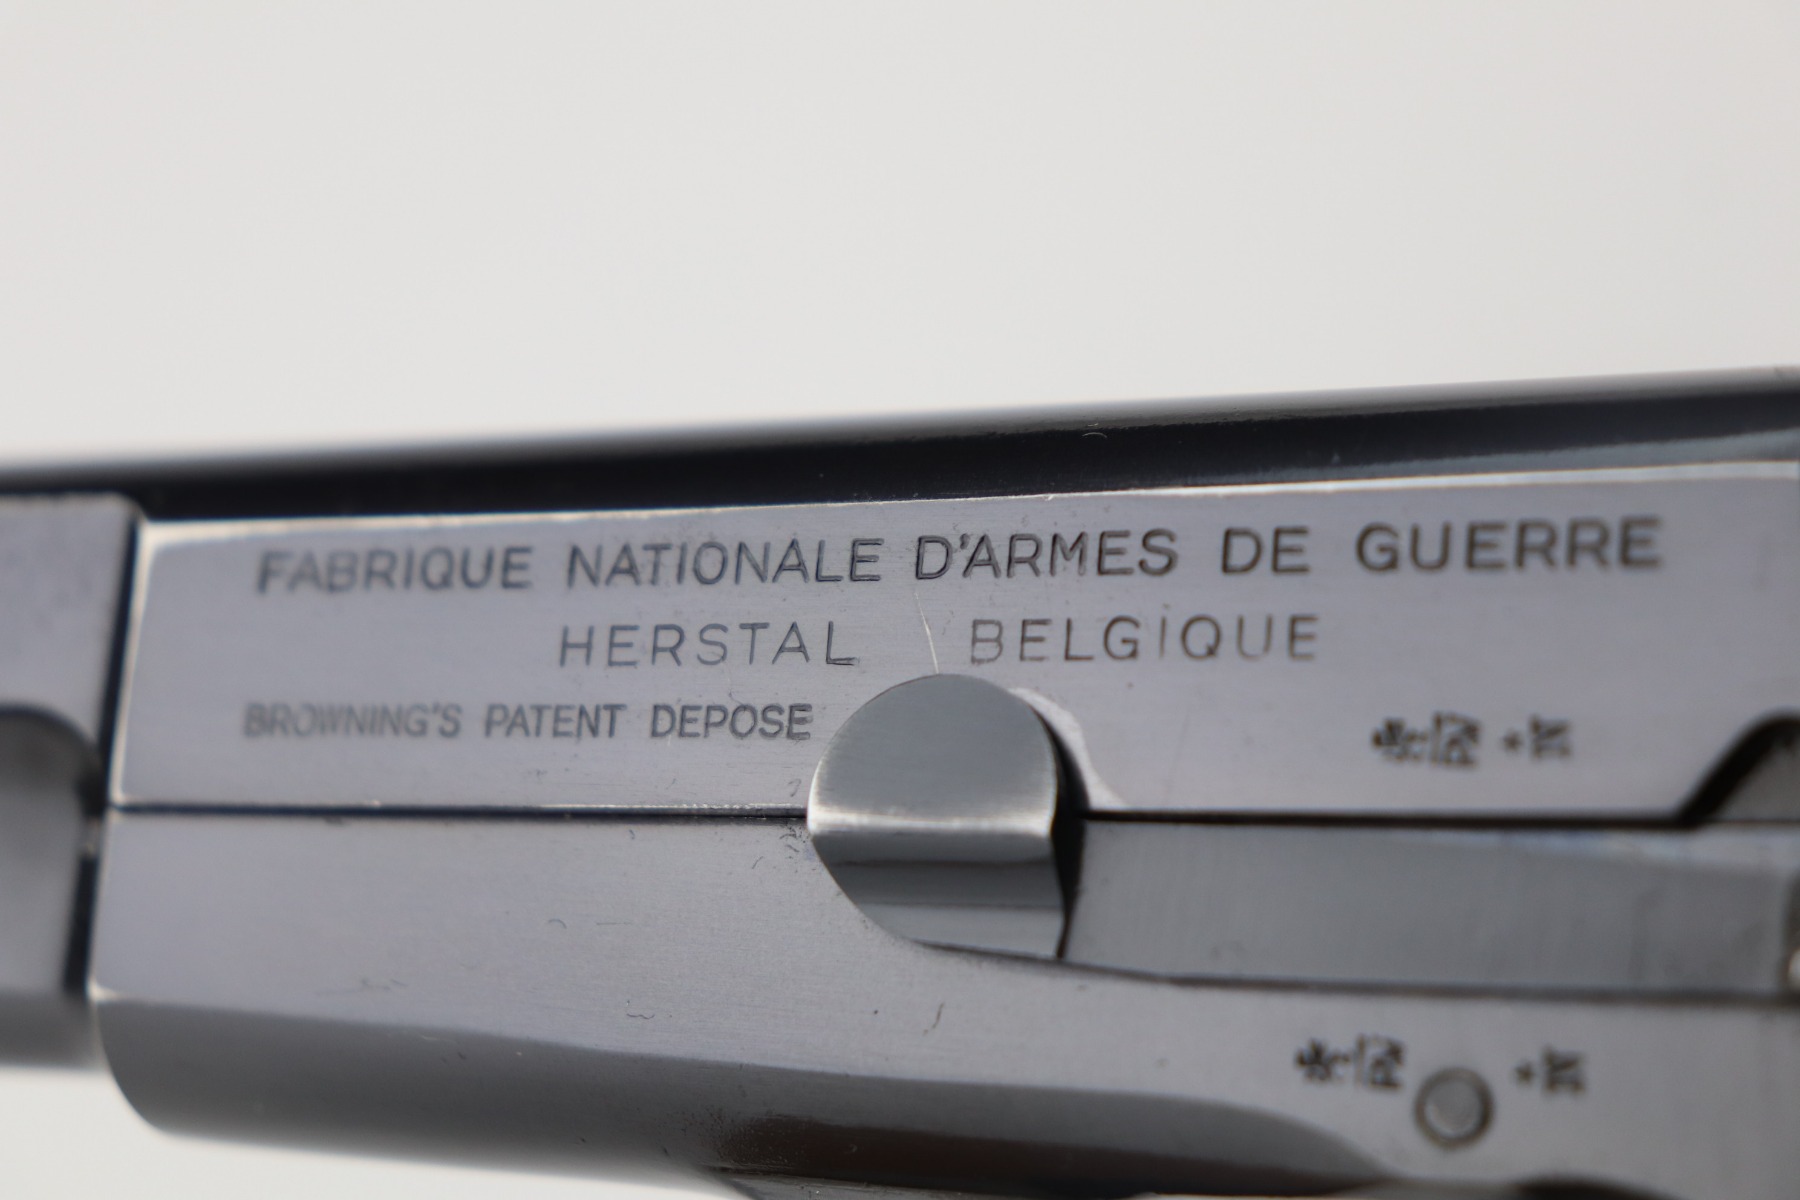 FABRIQUE NATIONALE D'ARMES DE GUERRE
HERSTAL BELGIQUE
BROWNING'S PATENT DEPOSE